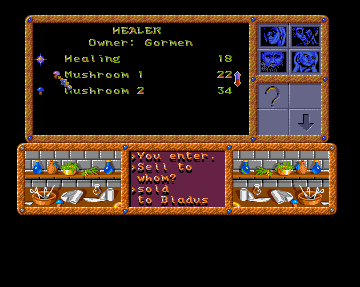 HEALER
Owner: Gormen
Healing 18
Mushroom 1 22
Mushroom 2 34
>You enter.
>Sell to
whom?
>sold
to Bladus